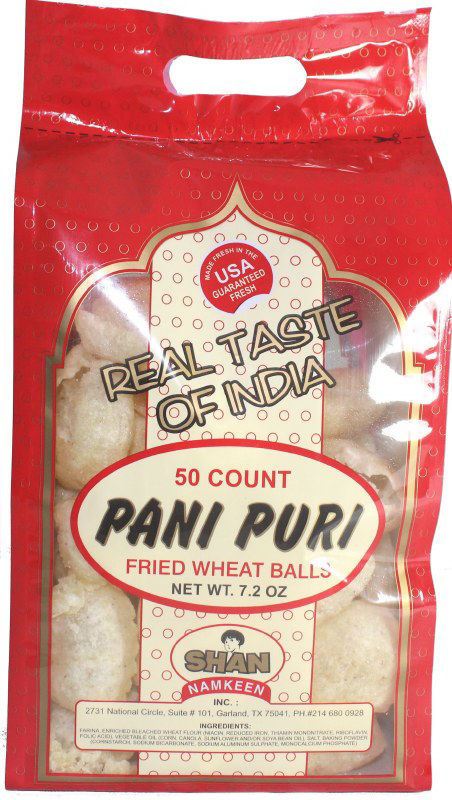 MADE FRESH IN THE
USA
GUARANTEED
FRESH
REAL TASTE
OF INDIA
50 COUNT
PANI PURI
FRIED WHEAT BALLS
NET WT. 7.2 OZ
SHAN
NAMKEEN
INC. :
2731 National Circle, Suite # 101, Garland, TX 75041, PH.#214 680 0928
INGREDIENTS:
FARINA, ENRICHED BLEACHED WHEAT FLOUR (NIACIN, REDUCED IRON, THIAMIN MONONITRATE, RIBOFLAVIN,
FOLIC ACID), VEGETABLE OIL (CORN, CANOLA, SUNFLOWER AND/OR SOYA BEAN OIL), SALT, BAKING POWDER
(CORNSTARCH, SODIUM BICARBONATE, SODIUM ALUMINUM SULPHATE, MONOCALCIUM PHOSPHATE)